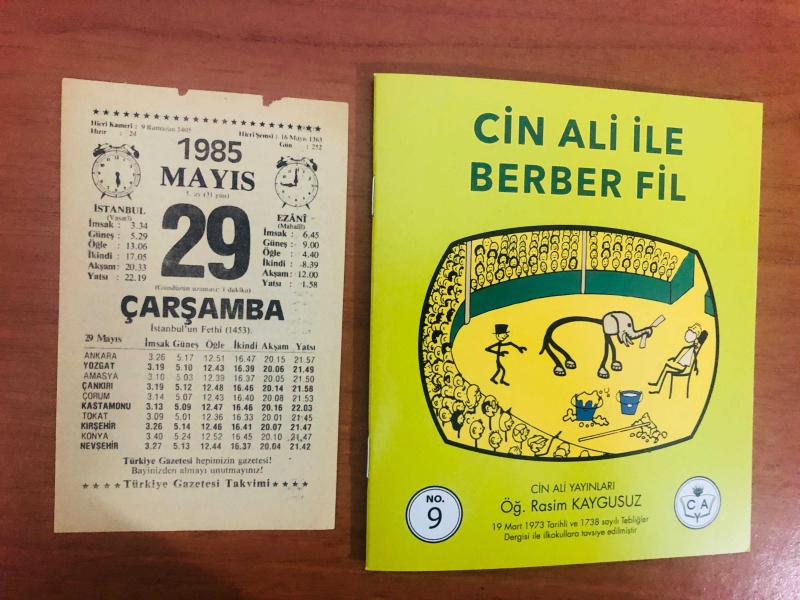 Hicri Kameri : 9 Ramazan 1405
Hızır : 24
Hicri Şemsi : 16 Mayıs 1363
Gün : 252
1985
MAYIS
5. ay (31 gün)
29
İSTANBUL
(Vasati)
İmsak : 3.34
Güneş : 5.29
Öğle : 13.06
İkindi : 17.05
Akşam : 20.33
Yatsı : 22.19
EZÂNÎ
(Mahalli)
İmsak : 6.45
Güneş : 9.00
Öğle : 4.40
İkindi : 8.39
Akşam : 12.00
Yatsı : 1.58
(Gündüzün uzaması: 1 dakika)
ÇARŞAMBA
İstanbul'un Fethi (1453).
29 Mayıs İmsak Güneş Öğle İkindi Akşam Yatsı
ANKARA 3.26 5.17 12.51 16.47 20.15 21.57
YOZGAT 3.19 5.10 12.43 16.39 20.06 21.49
AMASYA 3.10 5.03 12.39 16.37 20.05 21.50
ÇANKIRI 3.19 5.12 12.48 16.46 20.14 21.58
ÇORUM 3.14 5.07 12.43 16.40 20.08 21.53
KASTAMONU 3.13 5.09 12.47 16.46 20.16 22.03
TOKAT 3.09 5.01 12.36 16.33 20.01 21.45
KIRŞEHİR 3.26 5.14 12.46 16.41 20.07 21.47
KONYA 3.40 5.24 12.52 16.45 20.10 21.47
NEVŞEHİR 3.27 5.13 12.44 16.37 20.04 21.42
Türkiye Gazetesi hepimizin gazetesi!
Bayinizden almayı unutmayınız!
★★★★ Türkiye Gazetesi Takvimi ★★★★
CİN ALİ İLE
BERBER FİL
CİN ALİ YAYINLARI
Öğ. Rasim KAYGUSUZ
19 Mart 1973 Tarihli ve 1738 sayılı Tebliğler
Dergisi ile ilkokullara tavsiye edilmiştir
NO.
9
C A
Y